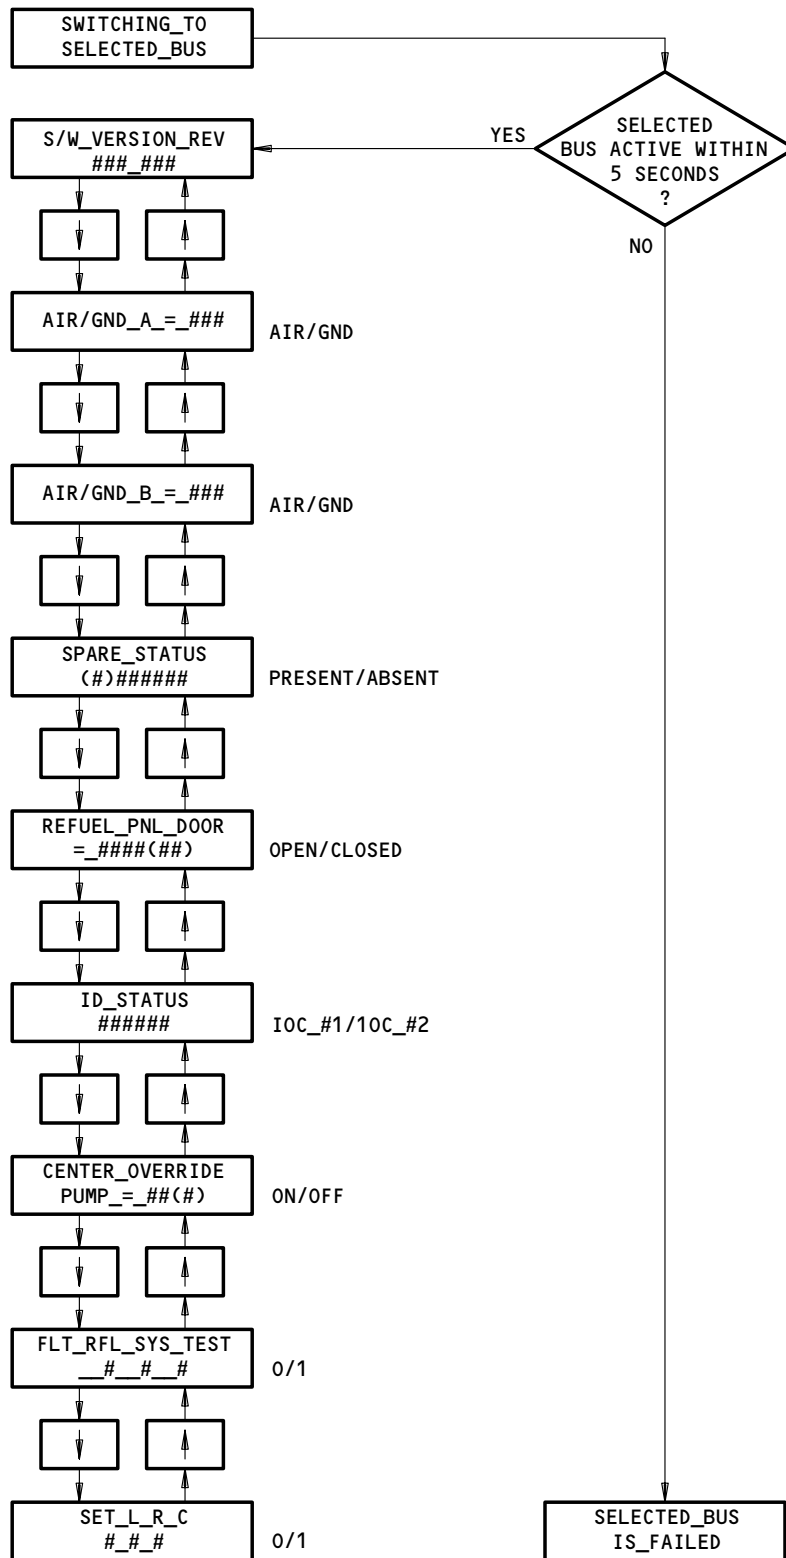 SWITCHING_TO
SELECTED_BUS
SELECTED
BUS ACTIVE WITHIN
5 SECONDS
?
YES
NO
S/W_VERSION_REV
###_###
AIR/GND_A_=_###
AIR/GND
AIR/GND_B_=_###
AIR/GND
SPARE_STATUS
(#)######
PRESENT/ABSENT
REFUEL_PNL_DOOR
=_####(##)
OPEN/CLOSED
ID_STATUS
######
IOC_#1/1OC_#2
CENTER_OVERRIDE
PUMP_=_##(#)
ON/OFF
FLT_RFL_SYS_TEST
__#__#__#
0/1
SET_L_R_C
#_#_#
0/1
SELECTED_BUS
IS_FAILED